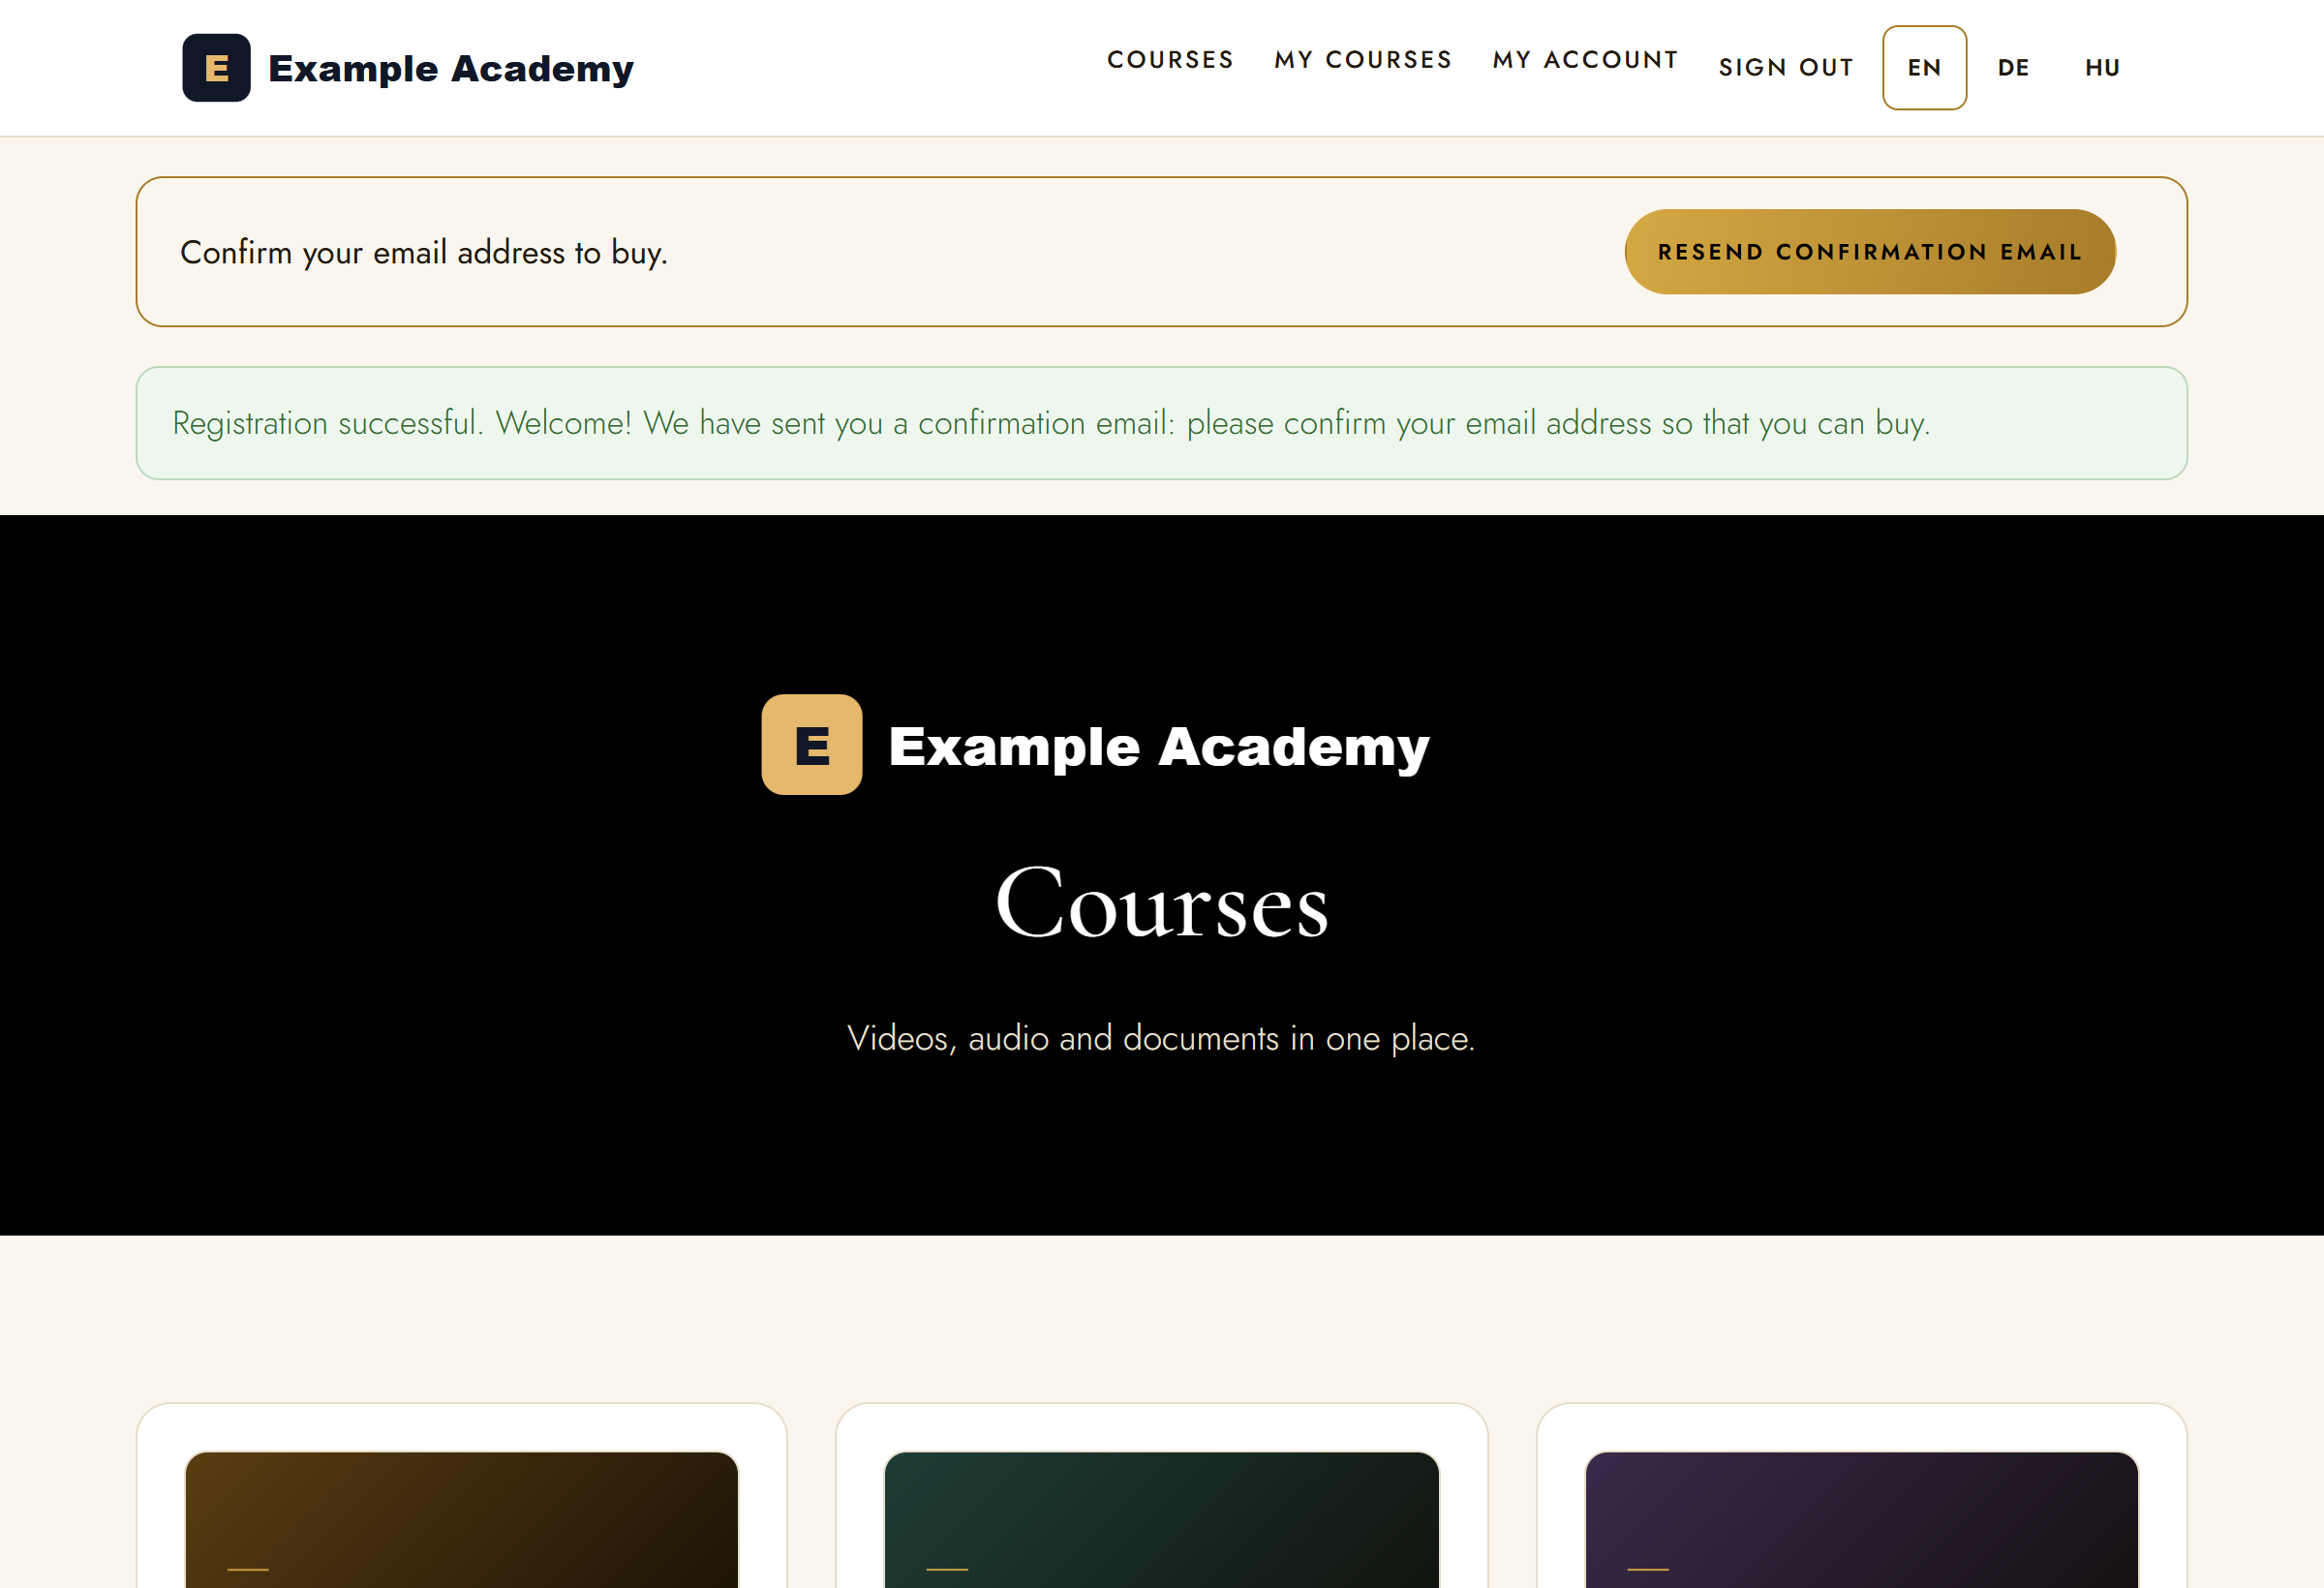 E Example Academy
COURSES MY COURSES MY ACCOUNT SIGN OUT EN DE HU
Confirm your email address to buy.
RESEND CONFIRMATION EMAIL
Registration successful. Welcome! We have sent you a confirmation email: please confirm your email address so that you can buy.
E Example Academy
Courses
Videos, audio and documents in one place.